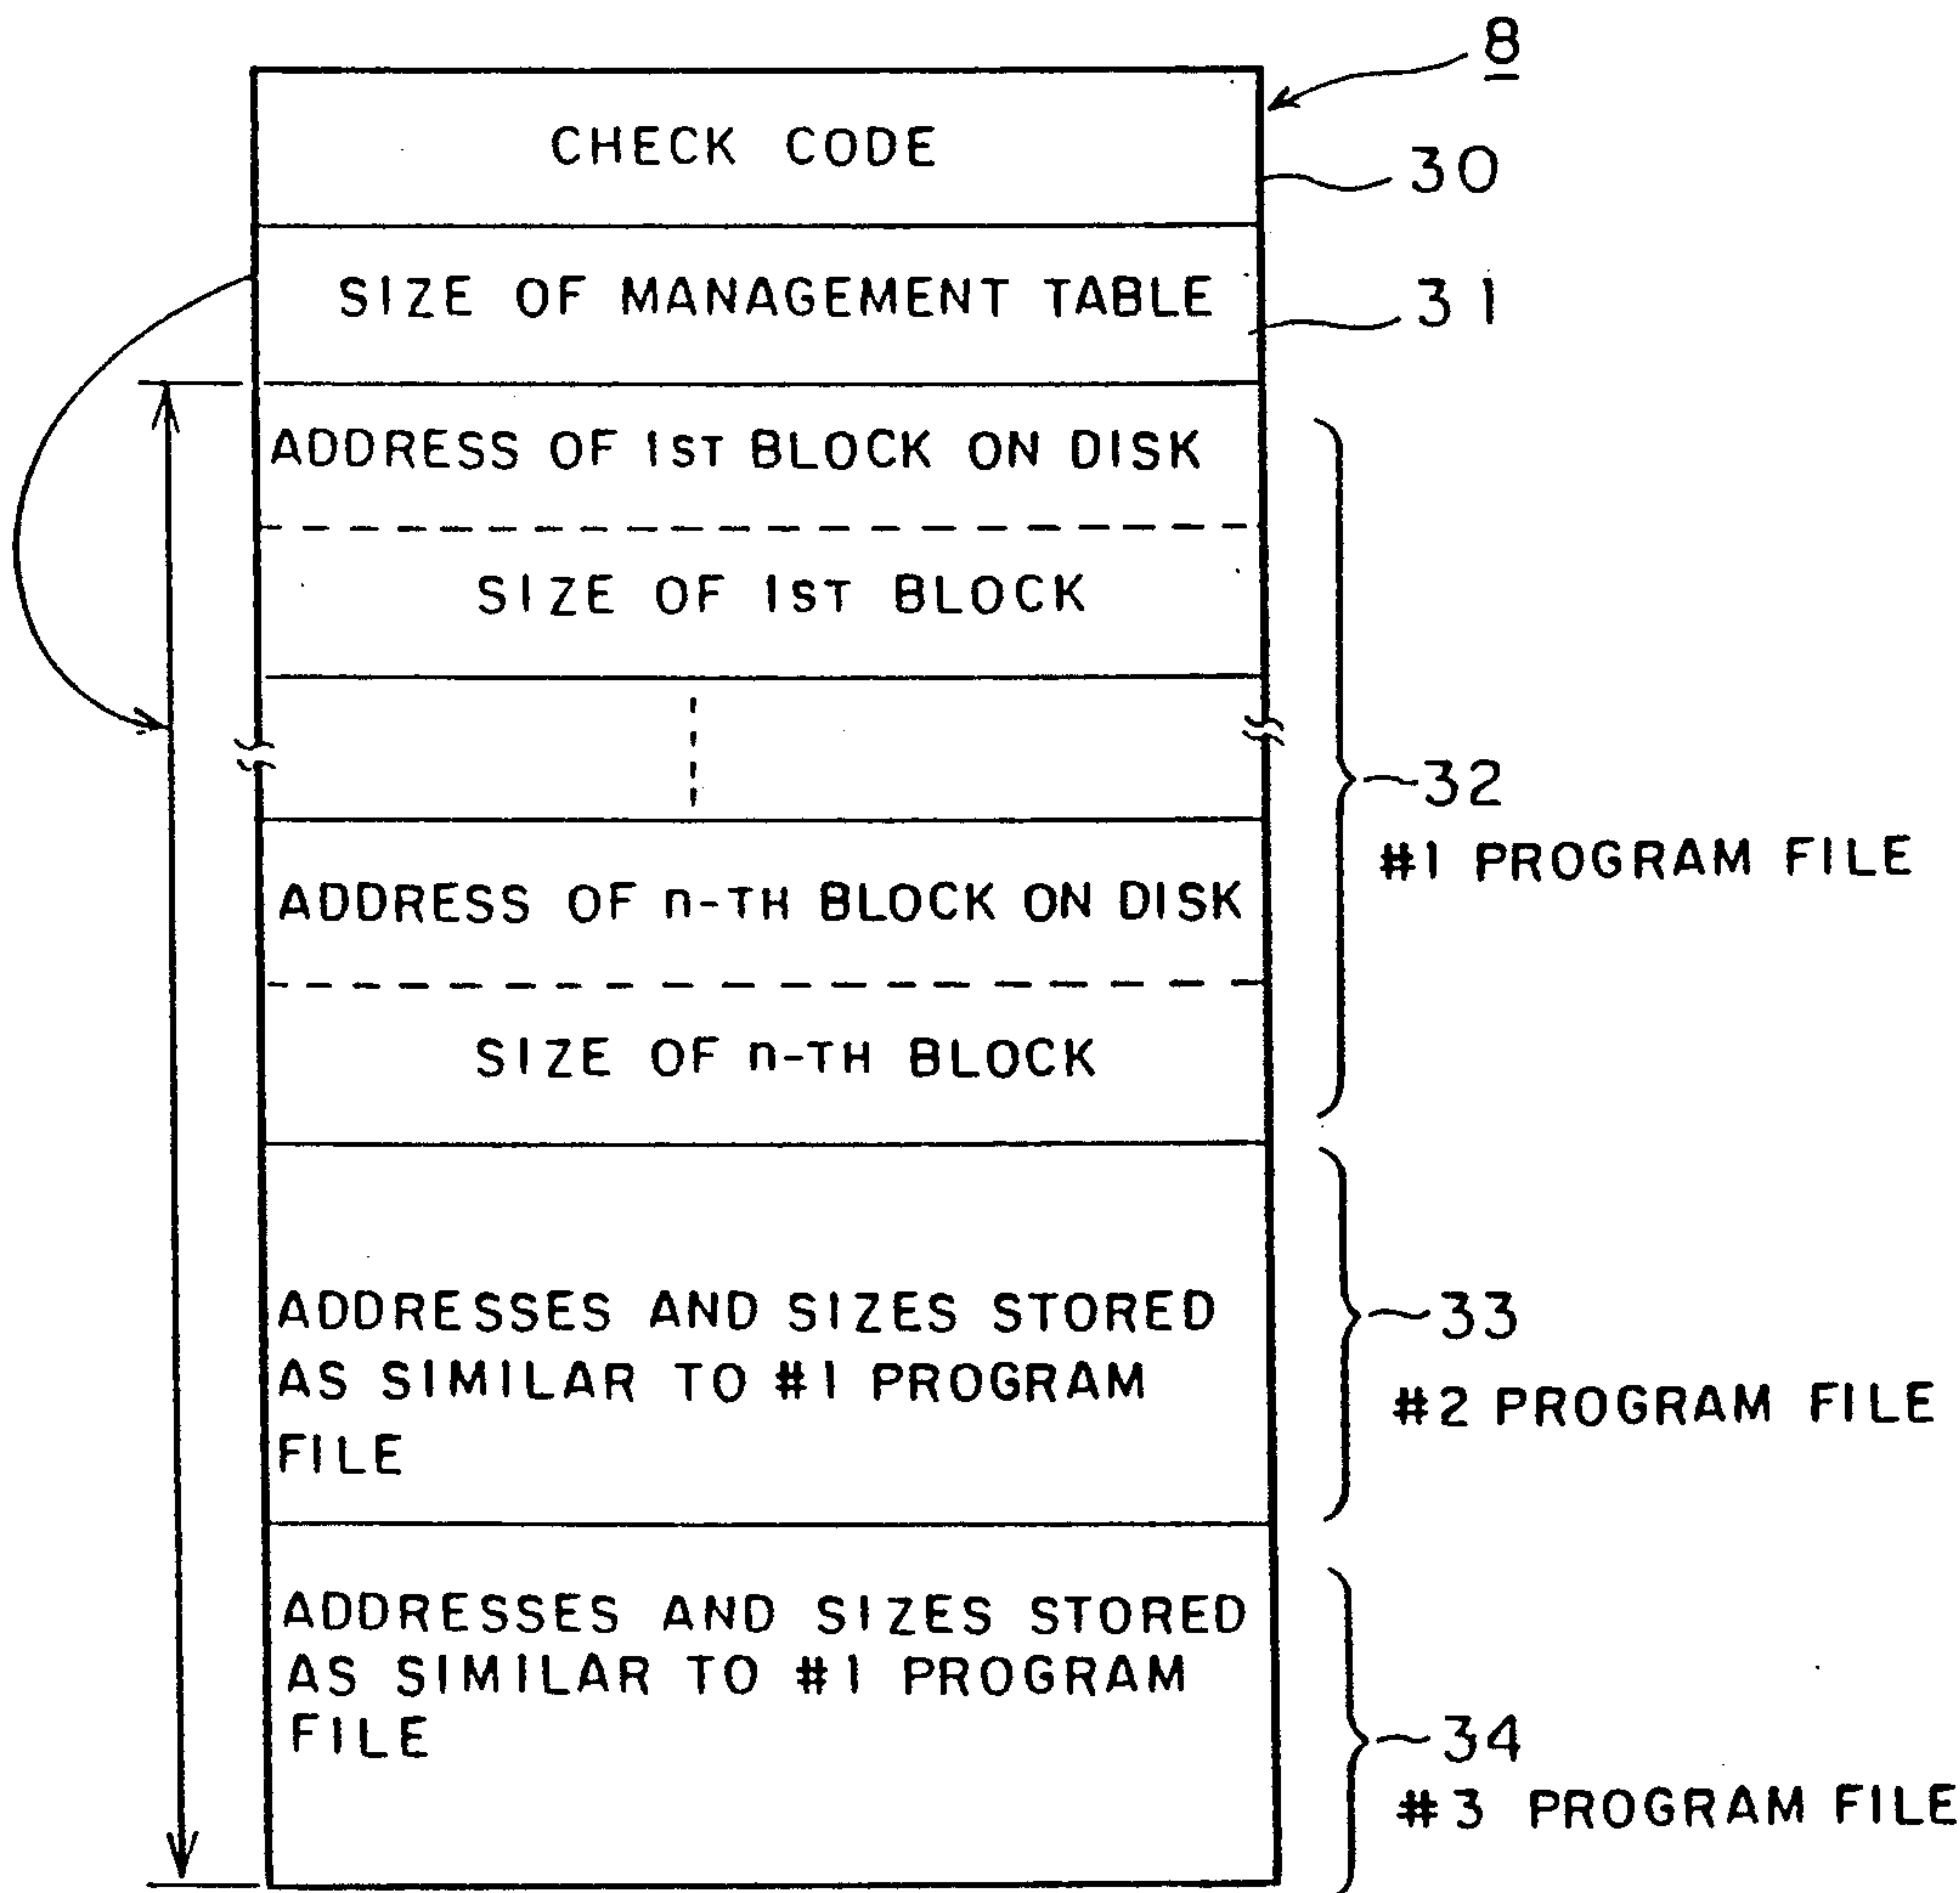 8
CHECK CODE
30
SIZE OF MANAGEMENT TABLE
31
ADDRESS OF 1ST BLOCK ON DISK
SIZE OF 1ST BLOCK
32
#1 PROGRAM FILE
ADDRESS OF n-TH BLOCK ON DISK
SIZE OF n-TH BLOCK
ADDRESSES AND SIZES STORED
AS SIMILAR TO #1 PROGRAM
FILE
33
#2 PROGRAM FILE
ADDRESSES AND SIZES STORED
AS SIMILAR TO #1 PROGRAM
FILE
34
#3 PROGRAM FILE